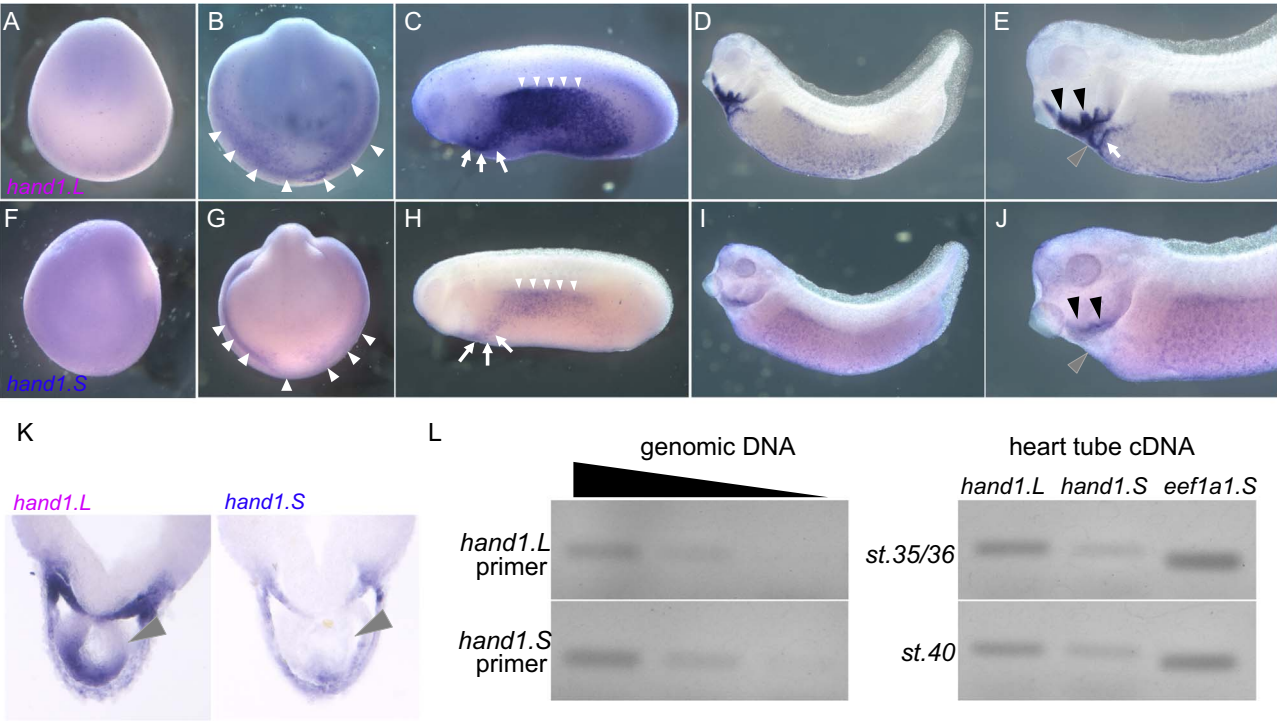 A
B
C
D
E
hand1.L
F
G
H
I
J
hand1.S
K
L
genomic DNA
heart tube cDNA
hand1.L
hand1.S
hand1.L
hand1.S
eef1a1.S
hand1.L
primer
st.35/36
hand1.S
primer
st.40